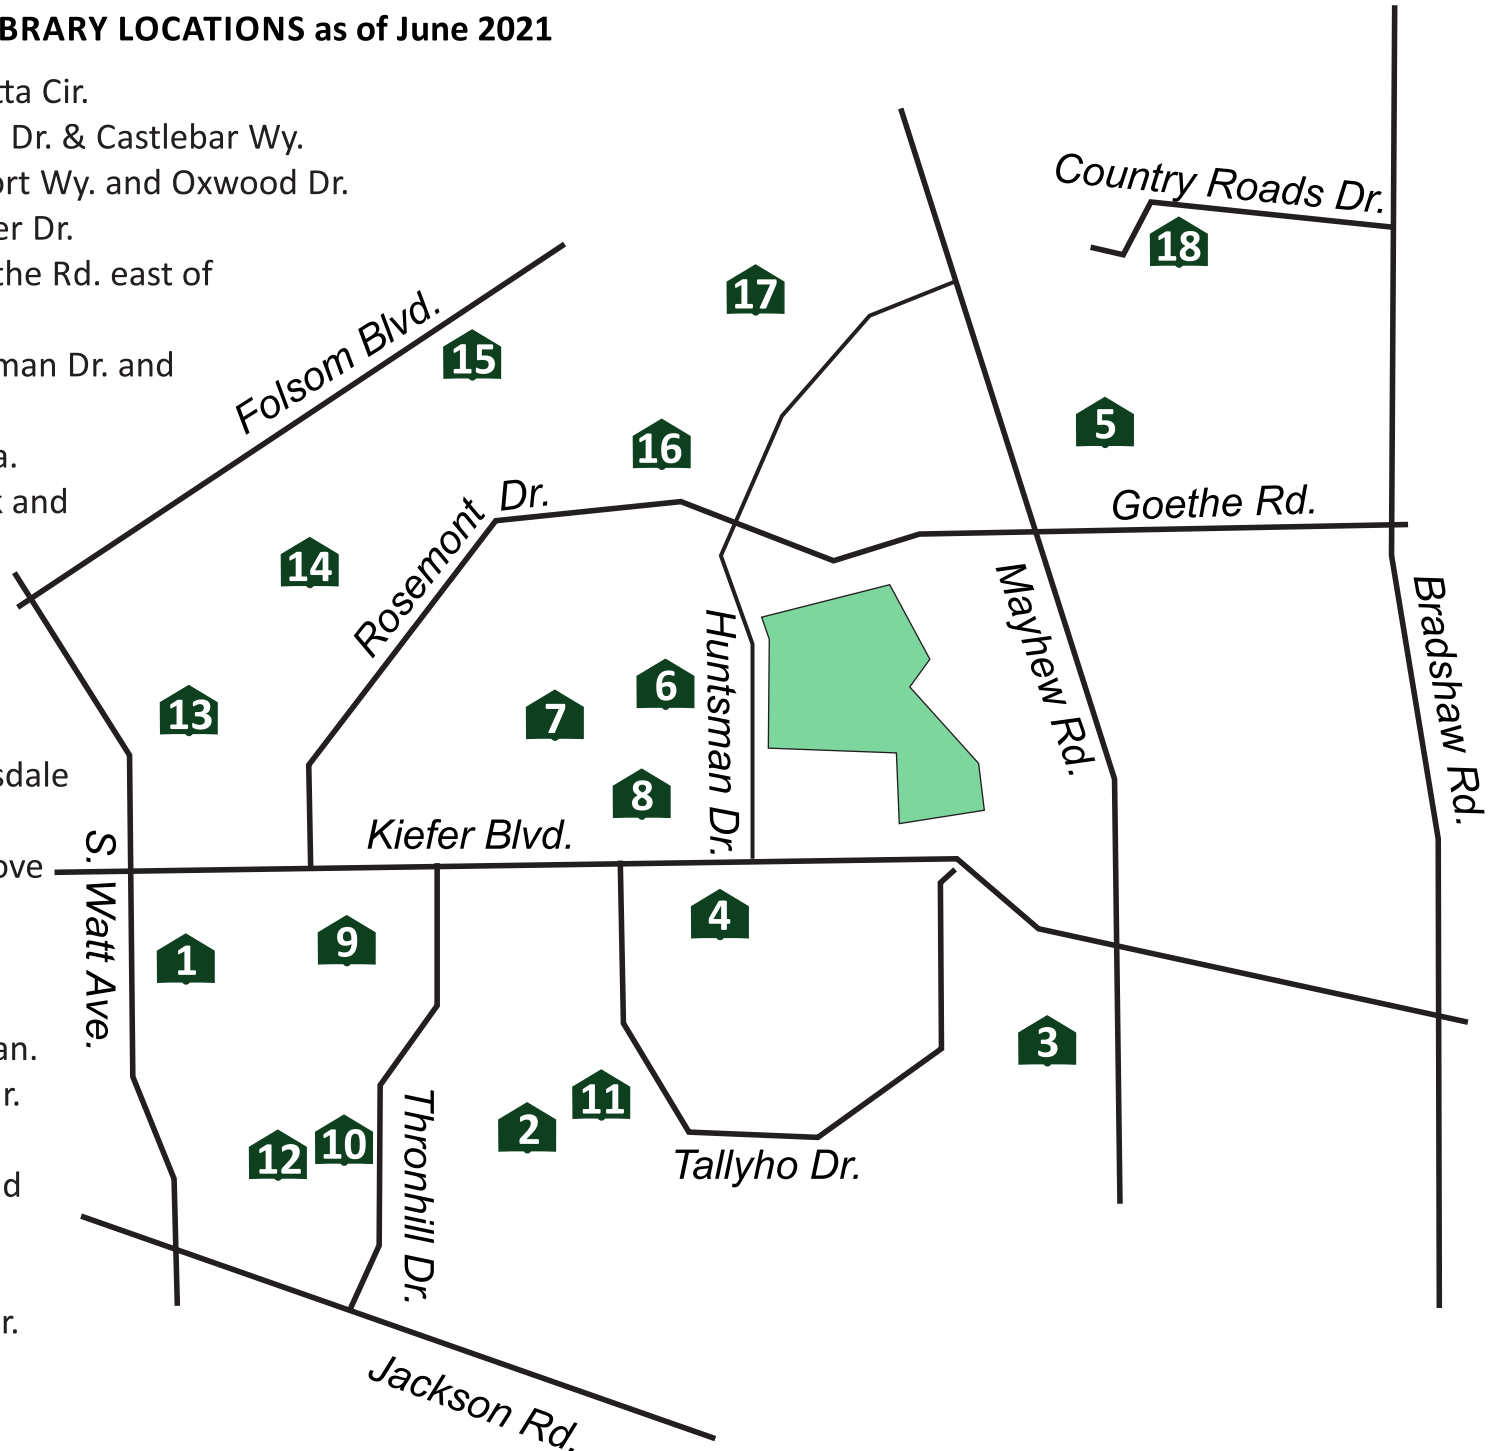 BRARY LOCATIONS as of June 2021
tta Cir.
Dr. & Castlebar Wy.
ort Wy. and Oxwood Dr.
er Dr.
the Rd. east of
man Dr. and
a.
k and
sdale
ove
an.
r.
d
r.
Country Roads Dr.
18
17
Folsom Blvd.
15
5
16
Rosemont Dr.
Goethe Rd.
14
Mayhew Rd.
Bradshaw Rd.
Huntsman Dr.
6
13
7
8
Kiefer Blvd.
S. Watt Ave.
4
9
1
3
11
2
10
12
Thronhill Dr.
Tallyho Dr.
Jackson Rd.